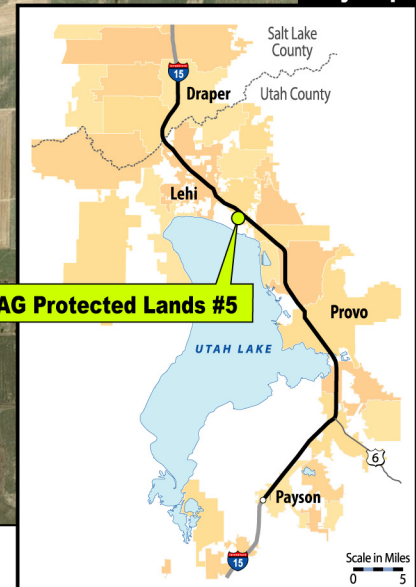 Salt Lake
County
15
Draper
Utah County
Lehi
AG Protected Lands #5
Provo
UTAH LAKE
6
Payson
15
Scale in Miles
0 5